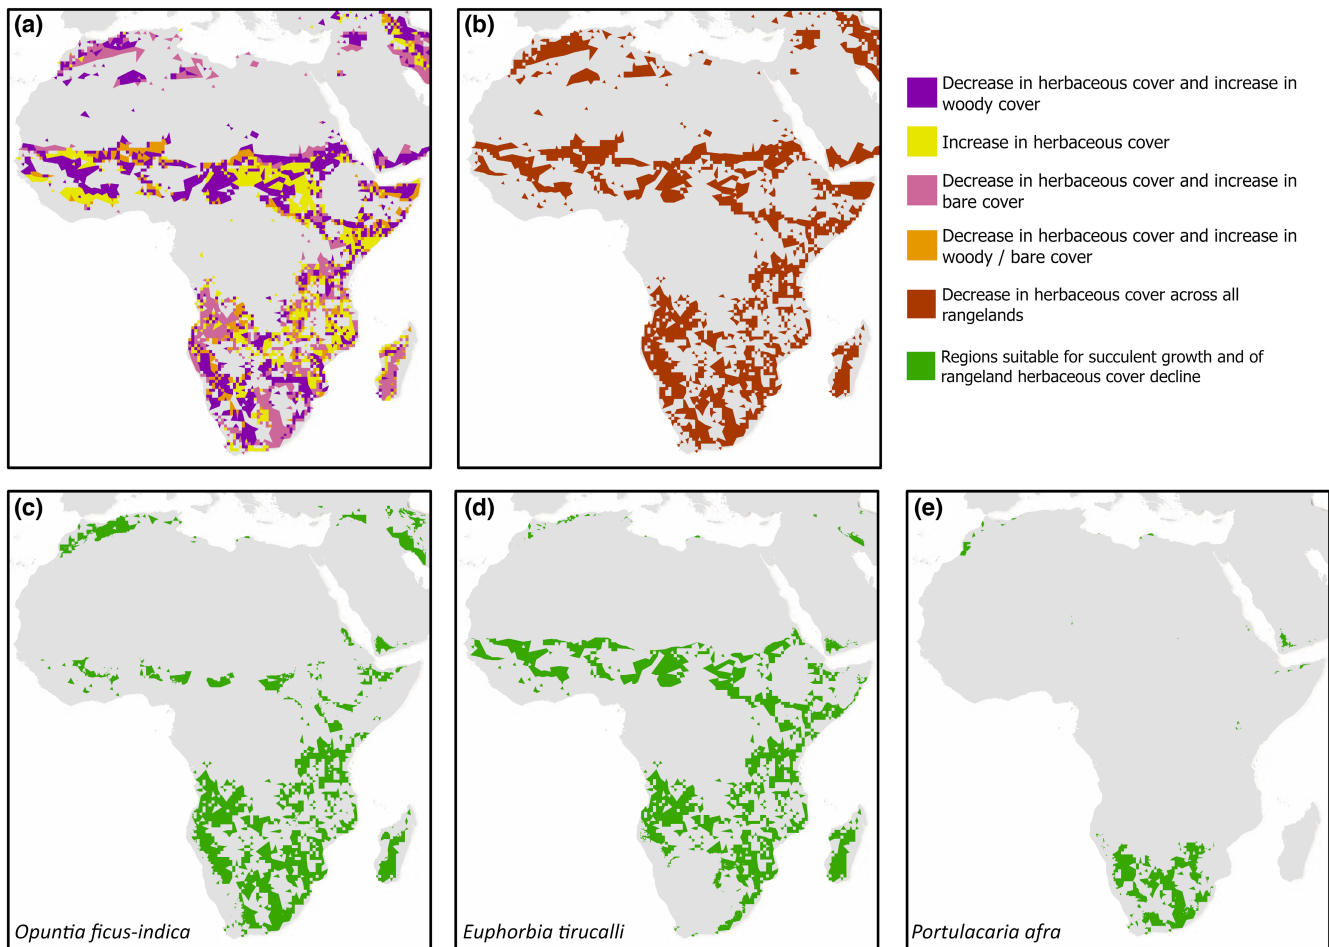 (a)
(b)
Decrease in herbaceous cover and increase in
woody cover
Increase in herbaceous cover
Decrease in herbaceous cover and increase in
bare cover
Decrease in herbaceous cover and increase in
woody / bare cover
Decrease in herbaceous cover across all
rangelands
Regions suitable for succulent growth and of
rangeland herbaceous cover decline
(c)
(d)
(e)
Opuntia ficus-indica
Euphorbia tirucalli
Portulacaria afra